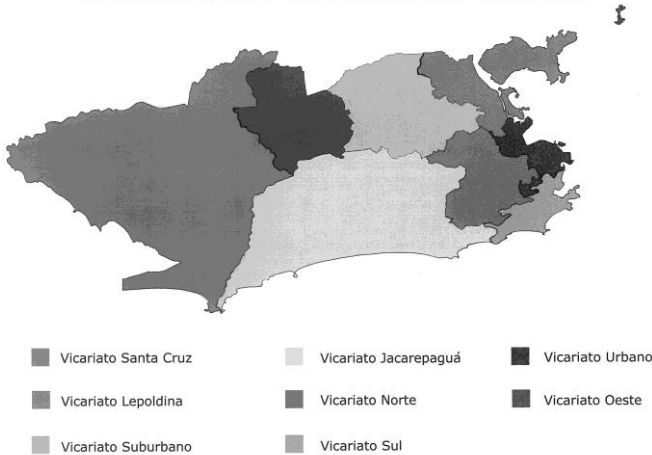 Vicariato Santa Cruz
Vicariato Jacarepaguá
Vicariato Urbano
Vicariato Lepoldina
Vicariato Norte
Vicariato Oeste
Vicariato Suburbano
Vicariato Sul